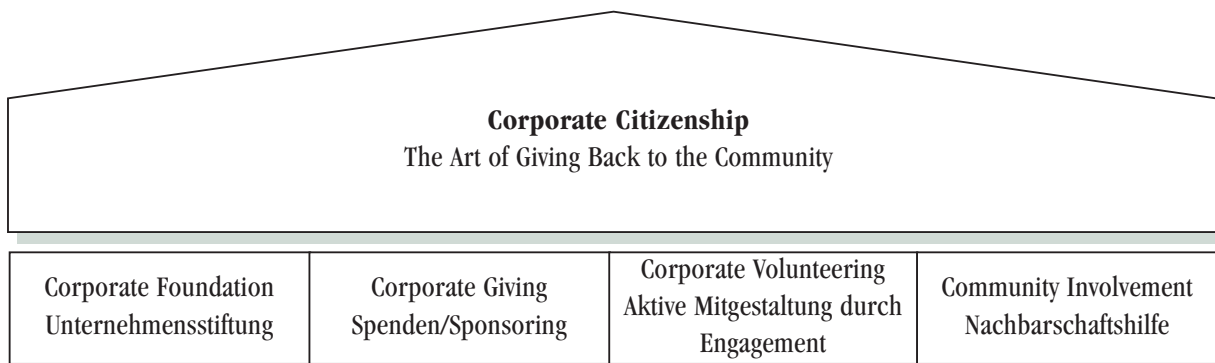 Corporate Citizenship
The Art of Giving Back to the Community
Corporate Foundation
Unternehmensstiftung
Corporate Giving
Spenden/Sponsoring
Corporate Volunteering
Aktive Mitgestaltung durch
Engagement
Community Involvement
Nachbarschaftshilfe